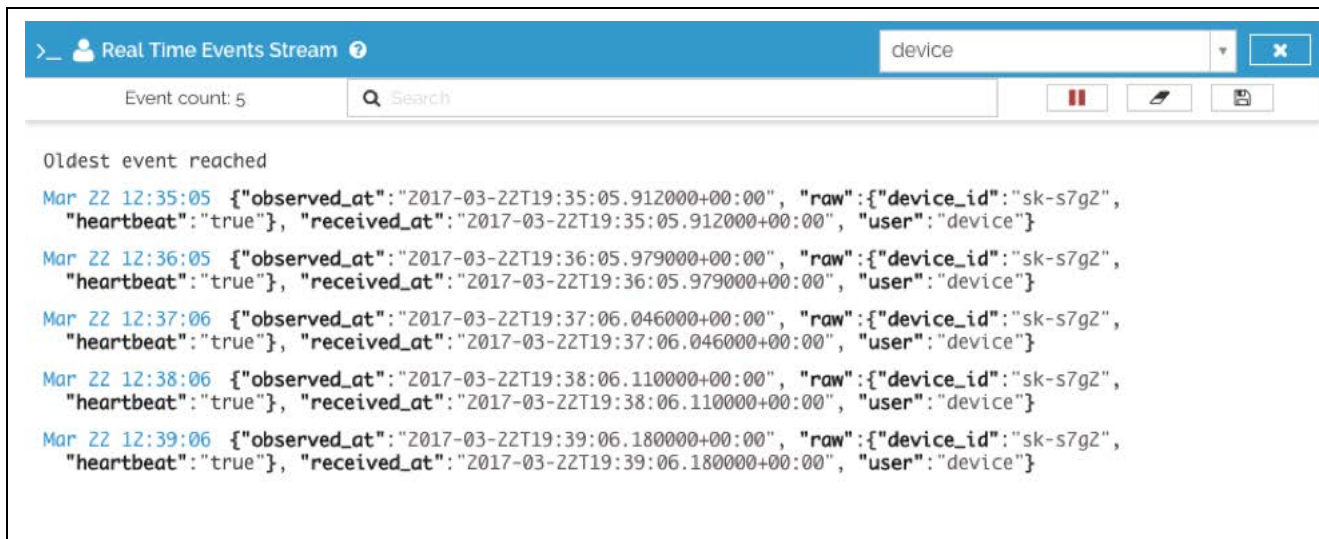 >_ Real Time Events Stream ?
device
Event count: 5
Search
Oldest event reached
Mar 22 12:35:05 {"observed_at":"2017-03-22T19:35:05.912000+00:00", "raw":{"device_id":"sk-s7g2",
"heartbeat":"true"}, "received_at":"2017-03-22T19:35:05.912000+00:00", "user":"device"}
Mar 22 12:36:05 {"observed_at":"2017-03-22T19:36:05.979000+00:00", "raw":{"device_id":"sk-s7g2",
"heartbeat":"true"}, "received_at":"2017-03-22T19:36:05.979000+00:00", "user":"device"}
Mar 22 12:37:06 {"observed_at":"2017-03-22T19:37:06.046000+00:00", "raw":{"device_id":"sk-s7g2",
"heartbeat":"true"}, "received_at":"2017-03-22T19:37:06.046000+00:00", "user":"device"}
Mar 22 12:38:06 {"observed_at":"2017-03-22T19:38:06.110000+00:00", "raw":{"device_id":"sk-s7g2",
"heartbeat":"true"}, "received_at":"2017-03-22T19:38:06.110000+00:00", "user":"device"}
Mar 22 12:39:06 {"observed_at":"2017-03-22T19:39:06.180000+00:00", "raw":{"device_id":"sk-s7g2",
"heartbeat":"true"}, "received_at":"2017-03-22T19:39:06.180000+00:00", "user":"device"}